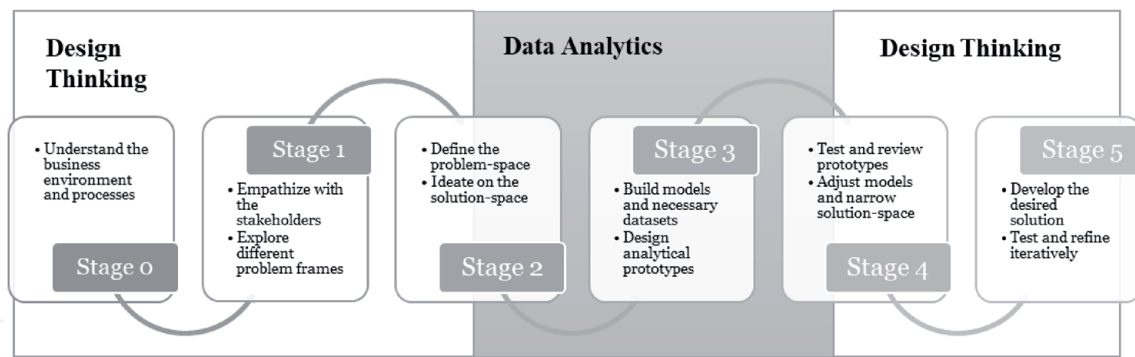 Design
Thinking
Data Analytics
Design Thinking
• Understand the
business
environment
and processes
Stage 0
Stage 1
• Empathize with
the
stakeholders
• Explore
different
problem frames
• Define the
problem-space
• Ideate on the
solution-space
Stage 2
Stage 3
• Build models
and necessary
datasets
• Design
analytical
prototypes
• Test and review
prototypes
• Adjust models
and narrow
solution-space
Stage 4
Stage 5
• Develop the
desired
solution
• Test and refine
iteratively